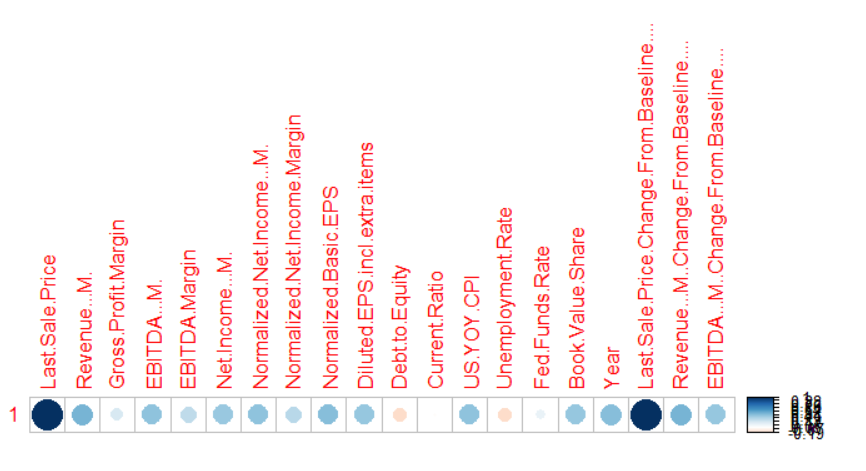 Last.Sale.Price
Revenue...M.
Gross.Profit.Margin
EBITDA...M.
EBITDA.Margin
Net.Income...M.
Normalized.Net.Income...M.
Normalized.Net.Income.Margin
Normalized.Basic.EPS
Diluted.EPS.incl.extra.items
Debt.to.Equity
Current.Ratio
US.YOY.CPI
Unemployment.Rate
Fed.Funds.Rate
Book.Value.Share
Year
Last.Sale.Price.Change.From.Baseline....
Revenue...M..Change.From.Baseline....
EBITDA...M..Change.From.Baseline....
1
1
-0.19